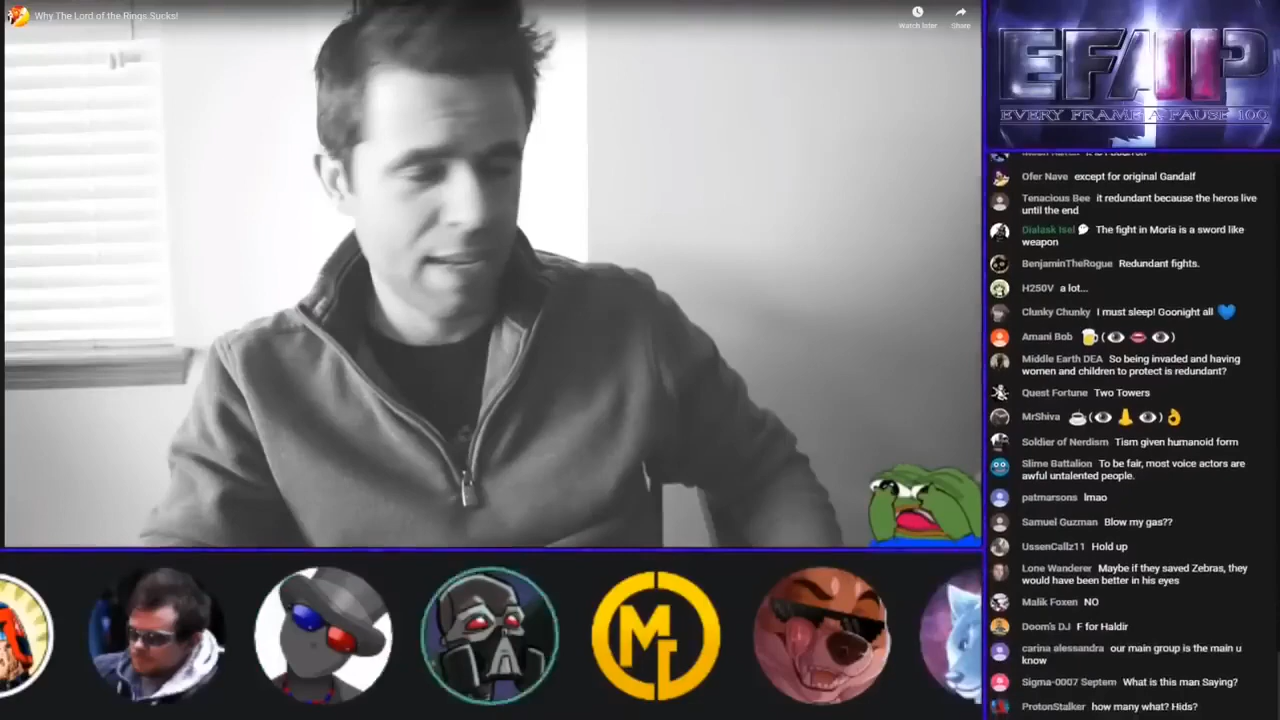 Why The Lord of the Rings Sucks!
Watch later
Share
EFAP
EVERY FRAME A PAUSE 100
Ofer Nave except for original Gandalf
Tenacious Bee it redundant because the heros live
until the end
Dialask Isel The fight in Moria is a sword like
weapon
BenjaminTheRogue Redundant fights.
H250V a lot...
Clunky Chunky I must sleep! Goonight all 💙
Amani Bob 🍺(👁👄👁)
Middle Earth DEA So being invaded and having
women and children to protect is redundant?
Quest Fortune Two Towers
MrShiva ☕(👁👃👁)👌
Soldier of Nerdism Tism given humanoid form
Slime Battalion To be fair, most voice actors are
awful untalented people.
patmarsons lmao
Samuel Guzman Blow my gas??
UssenCallz11 Hold up
Lone Wanderer Maybe if they saved Zebras, they
would have been better in his eyes
Malik Foxen NO
Doom's DJ F for Haldir
carina alessandra our main group is the main u
know
Sigma-0007 Septem What is this man Saying?
ProtonStalker how many what? Hids?